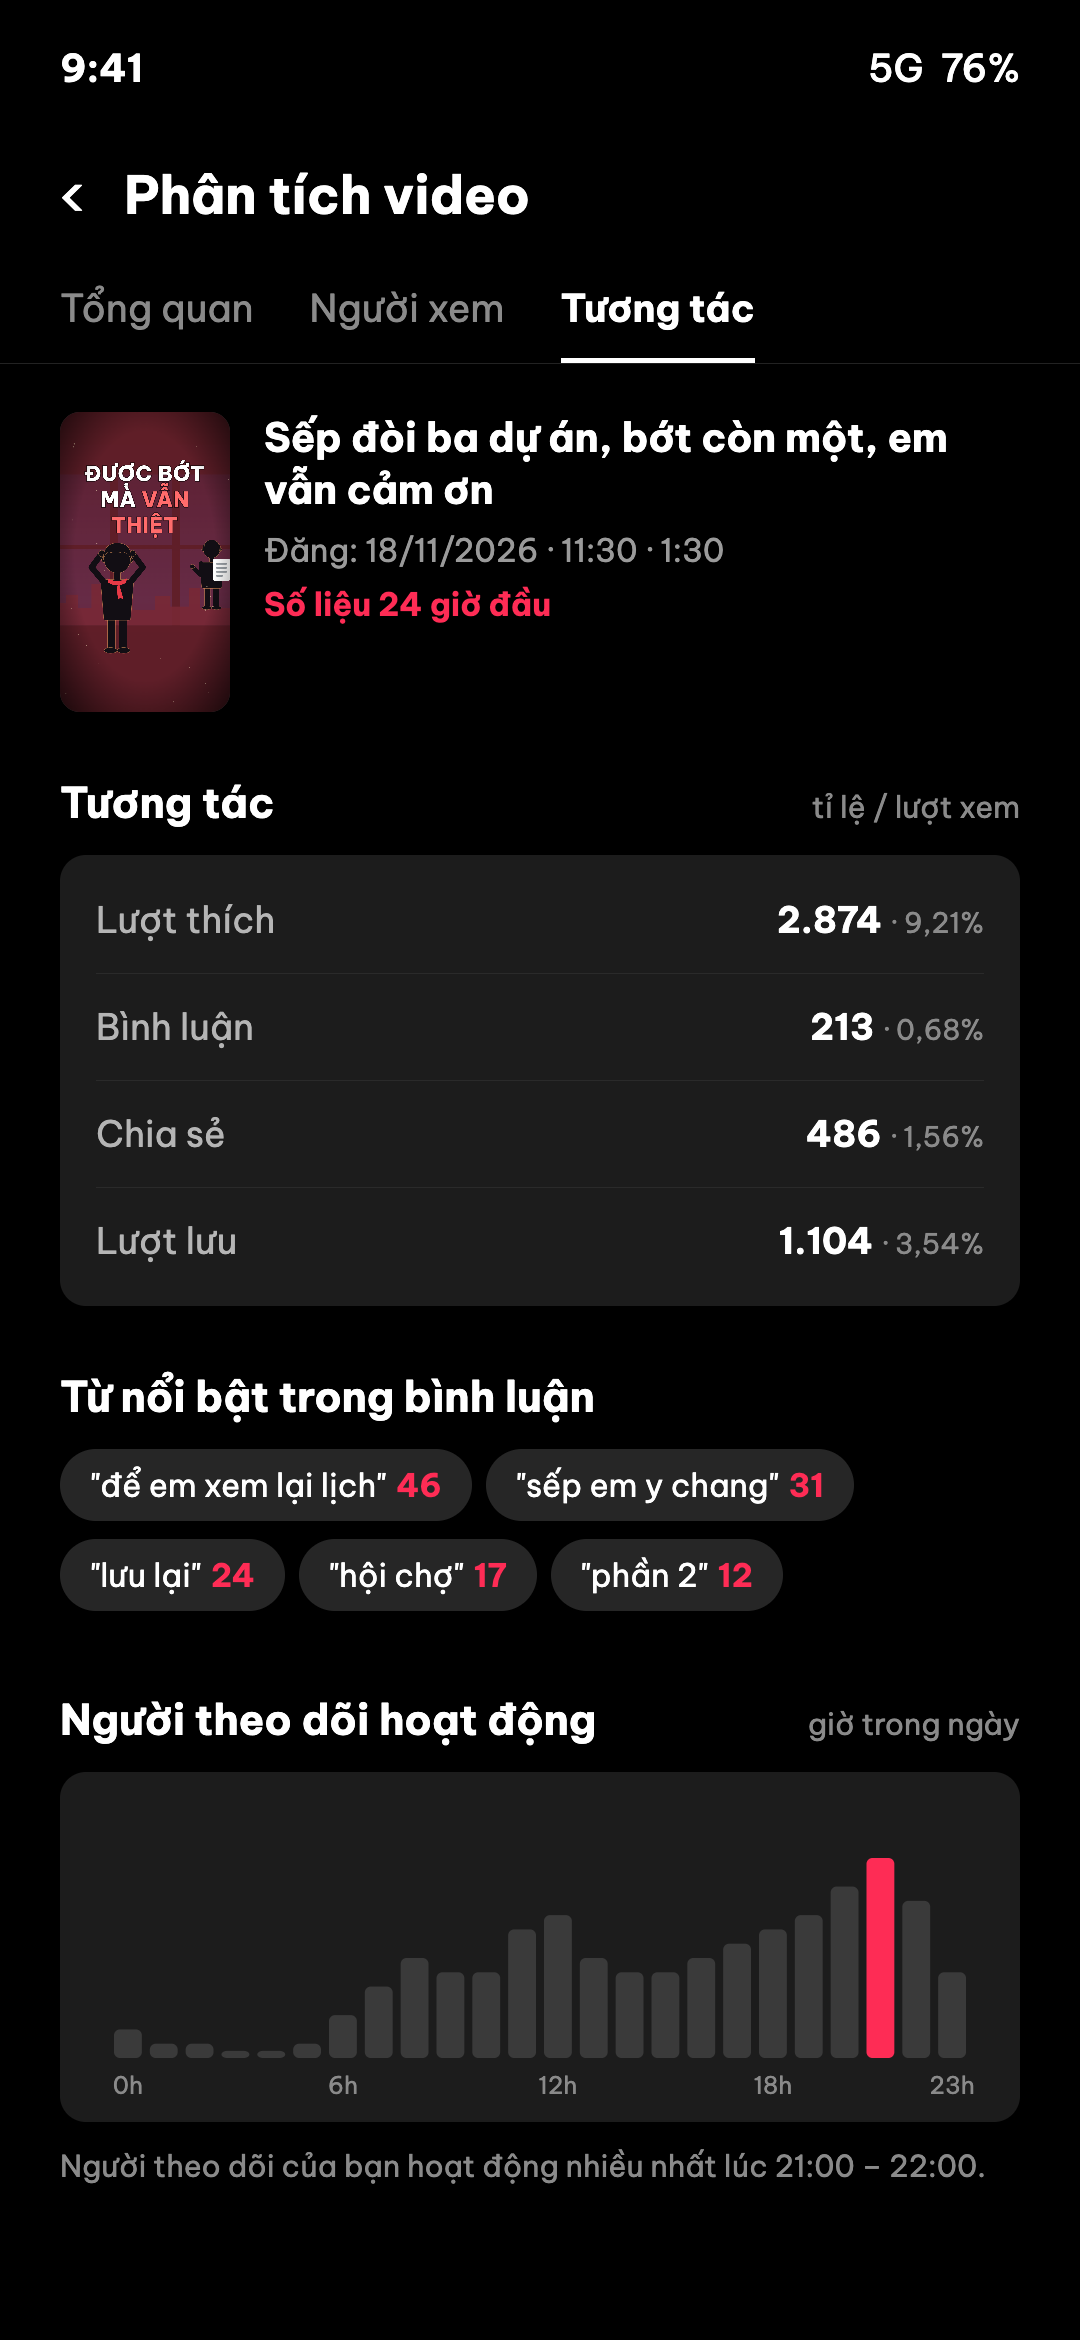 9:41
5G 76%
< Phân tích video
Tổng quan Người xem Tương tác
ĐƯỢC BỚT
MÀ VẪN
THIỆT
Sếp đòi ba dự án, bớt còn một, em
vẫn cảm ơn
Đăng: 18/11/2026 · 11:30 · 1:30
Số liệu 24 giờ đầu
Tương tác
tỉ lệ / lượt xem
Lượt thích 2.874 · 9,21%
Bình luận 213 · 0,68%
Chia sẻ 486 · 1,56%
Lượt lưu 1.104 · 3,54%
Từ nổi bật trong bình luận
"để em xem lại lịch" 46 "sếp em y chang" 31
"lưu lại" 24 "hội chợ" 17 "phần 2" 12
Người theo dõi hoạt động
giờ trong ngày
0h 6h 12h 18h 23h
Người theo dõi của bạn hoạt động nhiều nhất lúc 21:00 – 22:00.